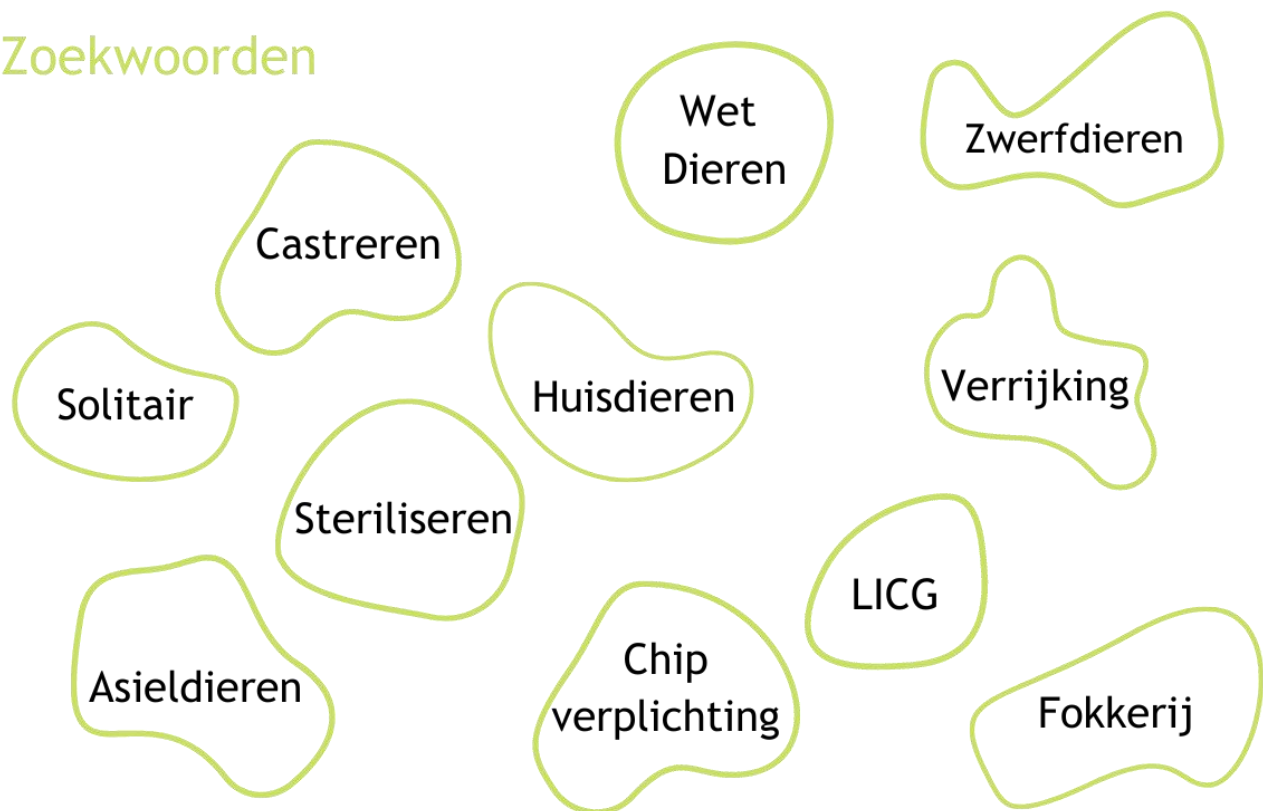 Zoekwoorden
Wet
Dieren
Zwerfdieren
Castreren
Solitair
Huisdieren
Verrijking
Steriliseren
LICG
Asieldieren
Chip
verplichting
Fokkerij